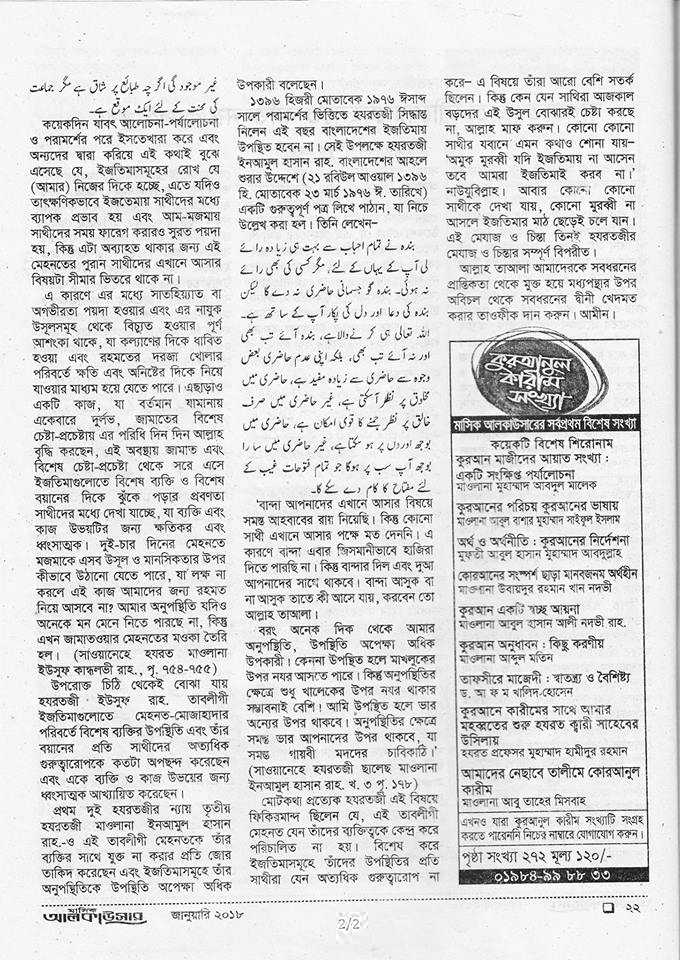 غیر موجود گی اگرچہ طبائع پر شاق ہے مگر جماعت
کی محنت کے لئے ایک موقع ہے۔
কয়েকদিন যাবৎ আলোচনা-পর্যালোচনা
ও পরামর্শের পরে ইসতেখারা করে এবং
অন্যদের দ্বারা করিয়ে এই কথাই বুঝে
এসেছে যে, ইজতিমাসমূহের রোখ যে
(আমার) নিজের দিকে হচ্ছে, এতে যদিও
তাৎক্ষণিকভাবে ইজতেমায় সাথীদের মধ্যে
ব্যাপক প্রভাব হয় এবং আম-মজমায়
সাথীদের সময় ফারেগ করারও সুরত পয়দা
হয়, কিন্তু এটা অব্যাহত থাকার জন্য এই
মেহনতের পুরান সাথীদের এখানে আসার
বিষয়টা সীমার ভিতরে থাকে না।
এ কারণে এর মধ্যে সাতহিয়্যাত বা
অগভীরতা পয়দা হওয়ার এবং এর নাযুক
উসূলসমূহ থেকে বিচ্যুত হওয়ার পূর্ণ
আশংকা থাকে, যা কল্যাণের দিকে ধাবিত
হওয়া এবং রহমতের দরজা খোলার
পরিবর্তে ক্ষতি এবং অনিষ্টের দিকে নিয়ে
যাওয়ার মাধ্যম হয়ে যেতে পারে। এছাড়াও
একটি কাজ, যা বর্তমান যামানায়
একেবারে দুর্লভ, জামাতের বিশেষ
চেষ্টা-প্রচেষ্টায় এর পরিধি দিন দিন আল্লাহ
বৃদ্ধি করছেন, এই অবস্থায় জামাত এবং
বিশেষ চেষ্টা-প্রচেষ্টা থেকে সরে এসে
ইজতিমাগুলোতে বিশেষ ব্যক্তি ও বিশেষ
বয়ানের দিকে ঝুঁকে পড়ার প্রবণতা
সাথীদের মধ্যে দেখা যাচ্ছে, যা ব্যক্তি এবং
কাজ উভয়টির জন্য ক্ষতিকর এবং
ধ্বংসাত্মক। দুই-চার দিনের মেহনতে
মজমাকে এসব উসূল ও মানসিকতার উপর
কীভাবে উঠানো যেতে পারে, যা লক্ষ না
করলে এই কাজ আমাদের জন্য রহমত
নিয়ে আসবে না? আমার অনুপস্থিতি যদিও
অনেকে মন মেনে নিতে পারছে না, কিন্তু
এখন জামাতওয়ার মেহনতের মওকা তৈরি
হল। (সাওয়ানেহে হযরত মাওলানা
ইউসুফ কান্ধলভী রাহ., পৃ. ৭৫৪-৭৫৫)
উপরোক্ত চিঠি থেকেই বোঝা যায়
হযরতজী ইউসুফ রাহ. তাবলীগী
ইজতিমাগুলোতে মেহনত-মোজাহাদার
পরিবর্তে বিশেষ ব্যক্তির উপস্থিতি এবং তাঁর
বয়ানের প্রতি সাথীদের অত্যধিক
গুরুত্বারোপকে কতটা অপছন্দ করেছেন
এবং একে ব্যক্তি ও কাজ উভয়ের জন্য
ধ্বংসাত্মক আখ্যায়িত করেছেন।
প্রথম দুই হযরতজীর ন্যায় তৃতীয়
হযরতজী মাওলানা ইনআমুল হাসান
রাহ.-ও এই তাবলীগী মেহনতকে তাঁর
ব্যক্তির সাথে যুক্ত না করার প্রতি জোর
তাকিদ করেছেন এবং ইজতিমাসমূহে তাঁর
অনুপস্থিতিকে উপস্থিতি অপেক্ষা অধিক
উপকারী বলেছেন।
১৩৯৬ হিজরী মোতাবেক ১৯৭৬ ঈসাব্দ
সালে পরামর্শের ভিত্তিতে হযরতজী সিদ্ধান্ত
নিলেন এই বছর বাংলাদেশের ইজতিমায়
উপস্থিত হবেন না। সেই উপলক্ষে হযরতজী
ইনআমুল হাসান রাহ. বাংলাদেশের আহলে
শুরার উদ্দেশে (২১ রবিউল আওয়াল ১৩৯৬
হি. মোতাবেক ২৩ মার্চ ১৯৭৬ ঈ. তারিখে)
একটি গুরুত্বপূর্ণ পত্র লিখে পাঠান, যা নিচে
উল্লেখ করা হল। তিনি লেখেন-
بندہ نے تمام احباب سے بہت ہی زیادہ رائے
لی آپ کے یہاں کے لئے، مگر کسی کی بھی رائے
نہ ہوئی۔ بندہ گو جسمانی حاضری نہ دے گا لیکن
بندہ کی دعا اور دل کی پکار آپ کے ساتھ ہے۔
اللہ تعالی ہی کرنے والا ہے، بندہ آئے تب بھی
اور نہ آئے تب بھی، بلکہ اپنی عدم حاضری بعض
وجوہ سے حاضری سے زیادہ مفید ہے، حاضری میں
مخلوق پر نظر آ سکتی ہے، غیر حاضری میں صرف
خالق پر نظر جمنے کا قوی امکان ہے، حاضری میں
بوجھ اوروں پر ہو سکتا ہے، غیر حاضری میں سارا
بوجھ آپ سب پر ہوگا جو تمام فتوحات غیب کے
لئے مفتاح کا کام دے سکے گا۔
'বান্দা আপনাদের এখানে আসার বিষয়ে
সমস্ত আহবাবের রায় নিয়েছি। কিন্তু কোনো
সাথী এখানে আসার পক্ষে মত দেননি। এ
কারণে বান্দা এবার জিসমানীভাবে হাজিরা
দিতে পারছি না। কিন্তু বান্দার দিল এবং দুআ
আপনাদের সাথে থাকবে। বান্দা আসুক বা
না আসুক তাতে কী আসে যায়, করবেন তো
আল্লাহ তাআলা।
বরং অনেক দিক থেকে আমার
অনুপস্থিতি, উপস্থিতি অপেক্ষা অধিক
উপকারী। কেননা উপস্থিত হলে মাখলুকের
উপর নযর আসতে পারে। কিন্তু অনুপস্থিতির
ক্ষেত্রে শুধু খালেকের উপর নযর থাকার
সম্ভাবনাই বেশি। আমি উপস্থিত হলে ভার
অন্যের উপর থাকবে। অনুপস্থিতির ক্ষেত্রে
সমস্ত ভার আপনাদের উপর থাকবে, যা
সমস্ত গায়বী মদদের চাবিকাঠি।'
(সাওয়ানেহে হযরতজী ছালেছ মাওলানা
ইনআমুল হাসান রাহ. খ. ৩ পৃ. ১৭৮)
মোটকথা প্রত্যেক হযরতজী এই বিষয়ে
ফিকিরমান্দ ছিলেন যে, এই তাবলীগী
মেহনত যেন তাঁদের ব্যক্তিত্বকে কেন্দ্র করে
পরিচালিত না হয়। বিশেষ করে
ইজতিমাসমূহে তাঁদের উপস্থিতির প্রতি
সাথীরা যেন অত্যধিক গুরুত্বারোপ না
করে- এ বিষয়ে তাঁরা আরো বেশি সতর্ক
ছিলেন। কিন্তু কেন যেন সাথিরা আজকাল
বড়দের এই উসূল বোঝারই চেষ্টা করছে
না, আল্লাহ মাফ করুন। কোনো কোনো
সাথীর যবানে এমন কথাও শোনা যায়-
'অমুক মুরব্বী যদি ইজতিমায় না আসেন
তবে আমরা ইজতিমাই করব না।'
নাউযুবিল্লাহ। আবার কোনো কোনো
সাথীকে দেখা যায়, কোনো মুরব্বী না
আসলে ইজতিমার মাঠ ছেড়েই চলে যান।
এই মেযাজ ও চিন্তা তিনই হযরতজীর
মেযাজ ও চিন্তার সম্পূর্ণ বিপরীত।
আল্লাহ তাআলা আমাদেরকে সবধরনের
প্রান্তিকতা থেকে মুক্ত হয়ে মধ্যপন্থার উপর
অবিচল থেকে সবধরনের দ্বীনী খেদমত
করার তাওফীক দান করুন। আমীন।
কুরআনুল
কারীম
সংখ্যা
মাসিক আলকাউসারের সর্বপ্রথম বিশেষ সংখ্যা
কয়েকটি বিশেষ শিরোনাম
কুরআন মাজীদের আয়াত সংখ্যা :
একটি সংক্ষিপ্ত পর্যালোচনা
মাওলানা মুহাম্মাদ আবদুল মালেক
কুরআনের পরিচয় কুরআনের ভাষায়
মাওলানা আবুল বাশার মুহাম্মাদ সাইফুল ইসলাম
অর্থ ও অর্থনীতি : কুরআনের নির্দেশনা
মুফতী আবুল হাসান মুহাম্মাদ আবদুল্লাহ
কোরআনের সংস্পর্শ ছাড়া মানবজনম অর্থহীন
মাওলানা উবায়দুর রহমান খান নদভী
কুরআন একটি স্বচ্ছ আয়না
মাওলানা আবুল হাসান আলী নদভী রাহ.
কুরআন অনুধাবন : কিছু করণীয়
মাওলানা আব্দুল মতিন
তাফসীরে মাজেদী : স্বাতন্ত্র্য ও বৈশিষ্ট্য
ড. আ ফ ম খালিদ.হোসেন
কুরআনে কারীমের সাথে আমার
মহব্বতের শুরু হযরত ক্বারী সাহেবের
উসিলায়
হযরত প্রফেসর মুহাম্মাদ হামীদুর রহমান
আমাদের নেছাবে তালীমে কোরআনুল
কারীম
মাওলানা আবু তাহের মিসবাহ
এখনও যারা কুরআনুল কারীম সংখ্যাটি সংগ্রহ
করতে পারেননি নিচের নাম্বারে যোগাযোগ করুন।
পৃষ্ঠা সংখ্যা ২৭২ মূল্য ১২০/-
০১৯৮৪-৯৯ ৮৮ ৩৩
মাসিক
আলকাউসার
জানুয়ারি ২০১৮
2/2
২২